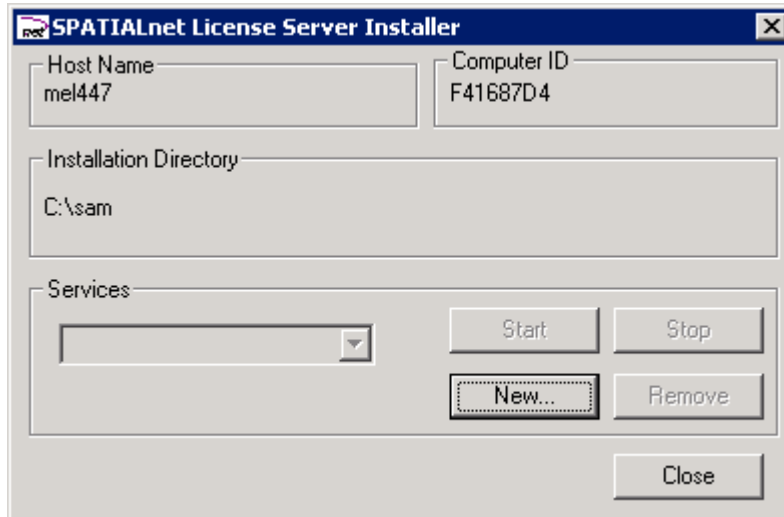 SPATIALnet License Server Installer
Host Name
mel447
Computer ID
F41687D4
Installation Directory
C:\sam
Services
Start
Stop
New...
Remove
Close